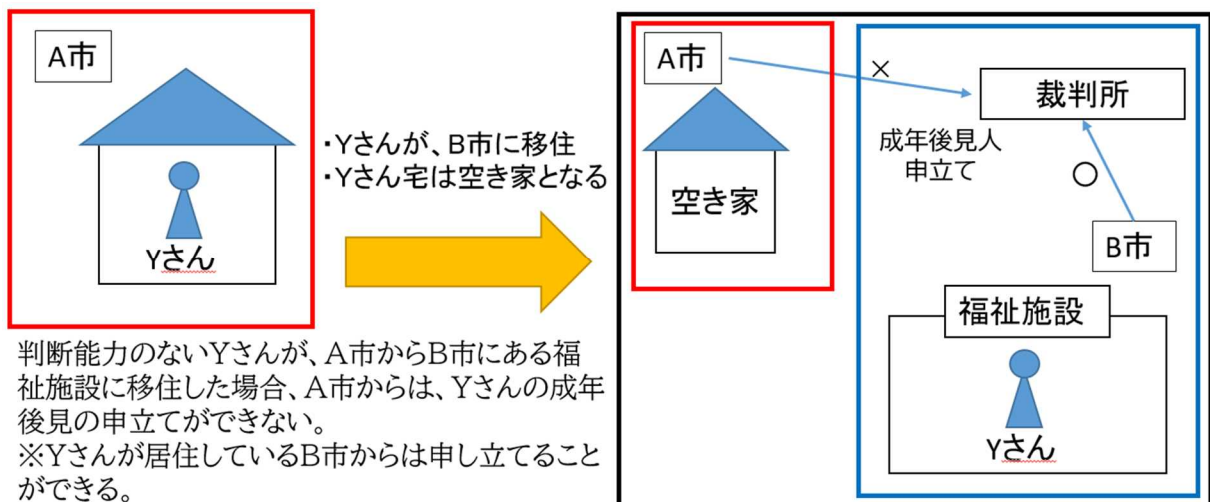 A市
Yさん
・Yさんが、B市に移住
・Yさん宅は空き家となる
判断能力のないYさんが、A市からB市にある福
祉施設に移住した場合、A市からは、Yさんの成年
後見の申立てができない。
※Yさんが居住しているB市からは申し立てること
ができる。
A市
空き家
×
裁判所
成年後見人
申立て
○
B市
福祉施設
Yさん